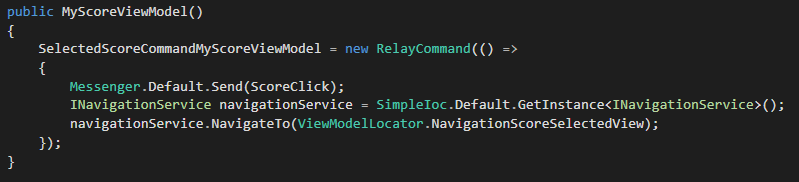 public MyScoreViewModel()
{
    SelectedScoreCommandMyScoreViewModel = new RelayCommand(() =>
    {
        Messenger.Default.Send(ScoreClick);
        INavigationService navigationService = SimpleIoc.Default.GetInstance<INavigationService>();
        navigationService.NavigateTo(ViewModelLocator.NavigationScoreSelectedView);
    });
}